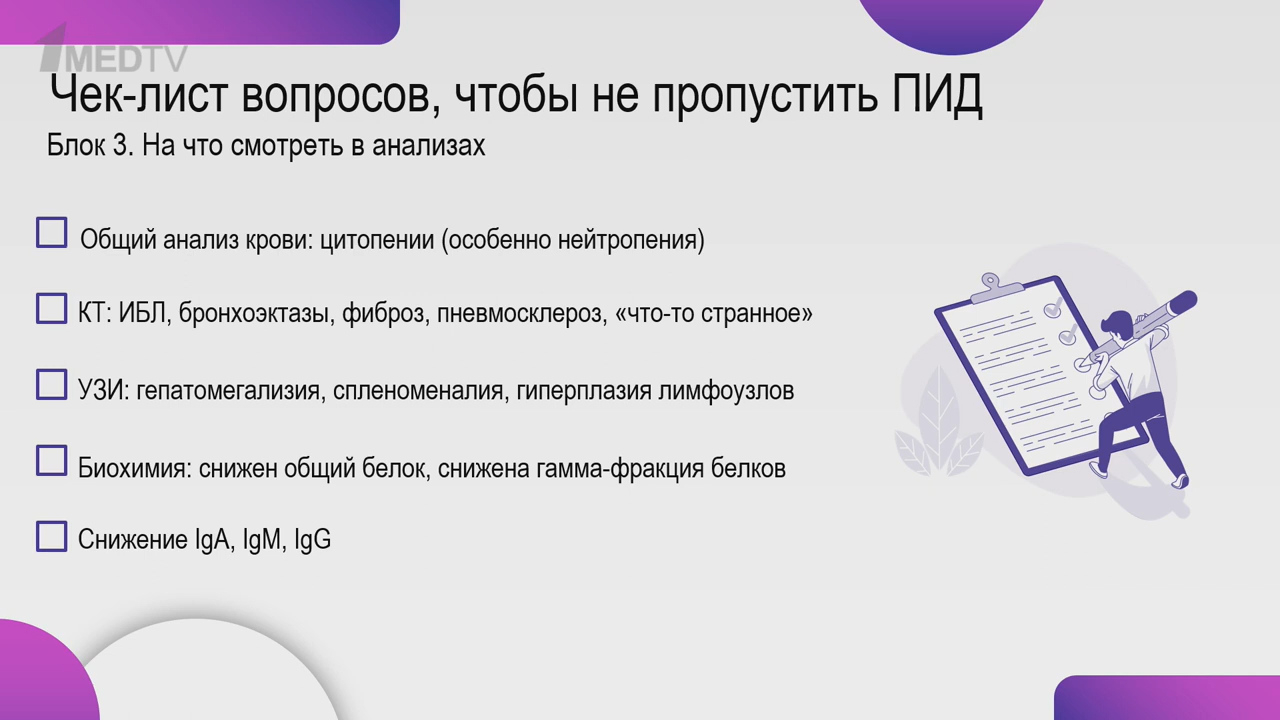 1MEDTV
Чек-лист вопросов, чтобы не пропустить ПИД
Блок 3. На что смотреть в анализах
Общий анализ крови: цитопении (особенно нейтропения)
КТ: ИБЛ, бронхоэктазы, фиброз, пневмосклероз, «что-то странное»
УЗИ: гепатомегализия, спленоменалия, гиперплазия лимфоузлов
Биохимия: снижен общий белок, снижена гамма-фракция белков
Снижение IgA, IgM, IgG